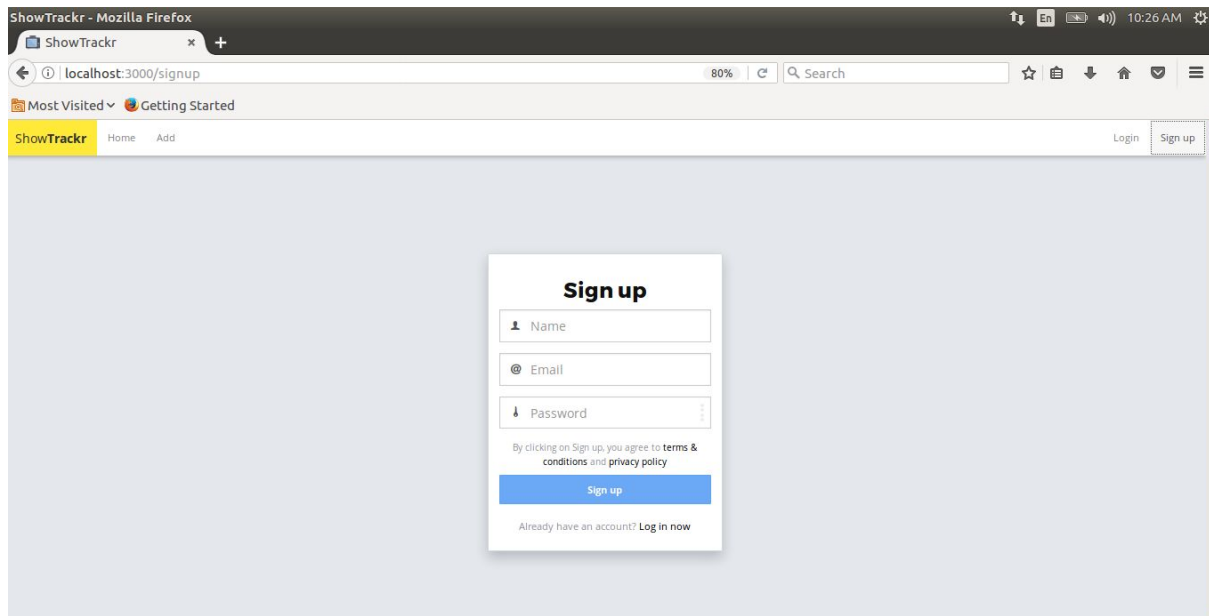 ShowTrackr - Mozilla Firefox
En
10:26 AM
ShowTrackr × +
localhost:3000/signup
80%
Search
Most Visited
Getting Started
ShowTrackr Home Add Login Sign up
Sign up
Name
@ Email
Password
By clicking on Sign up, you agree to terms &
conditions and privacy policy
Sign up
Already have an account? Log in now